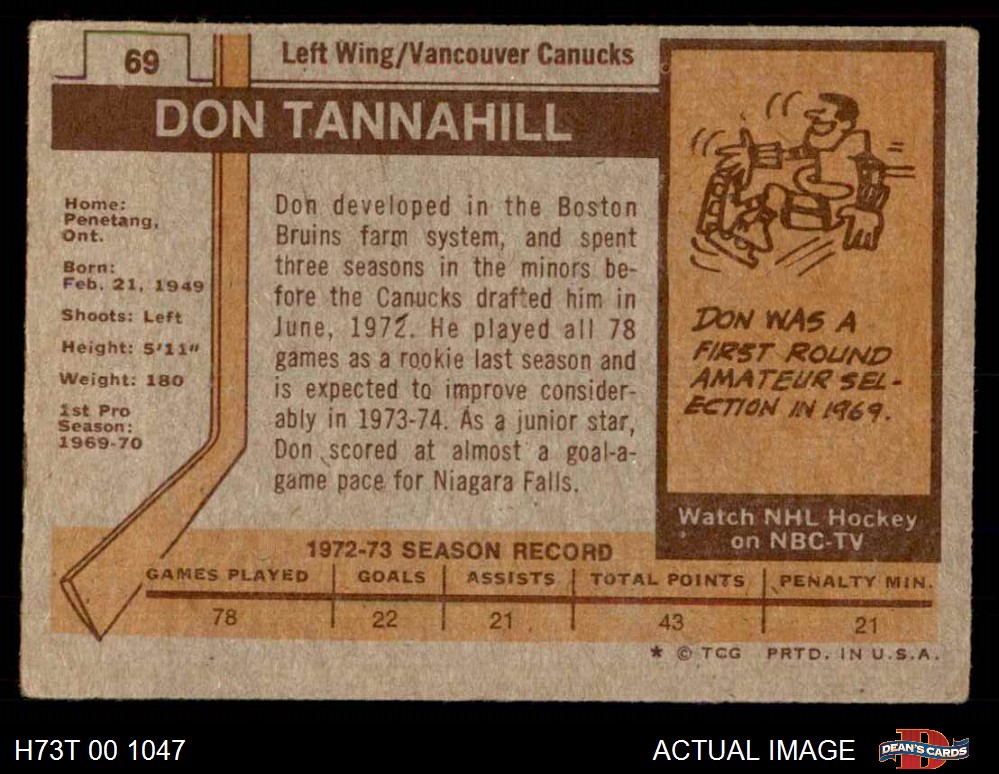 69
Left Wing/Vancouver Canucks
DON TANNAHILL
Home:
Penetang,
Ont.
Born:
Feb. 21, 1949
Shoots: Left
Height: 5'11"
Weight: 180
1st Pro
Season:
1969-70
Don developed in the Boston
Bruins farm system, and spent
three seasons in the minors be-
fore the Canucks drafted him in
June, 1972. He played all 78
games as a rookie last season and
is expected to improve consider-
ably in 1973-74. As a junior star,
Don scored at almost a goal-a-
game pace for Niagara Falls.
DON WAS A
FIRST ROUND
AMATEUR SEL-
ECTION IN 1969.
Watch NHL Hockey
on NBC-TV
1972-73 SEASON RECORD
GAMES PLAYED GOALS ASSISTS TOTAL POINTS PENALTY MIN.
78 22 21 43 21
* © TCG PRTD. IN U.S.A.
H73T 00 1047 ACTUAL IMAGE DEAN'S CARDS